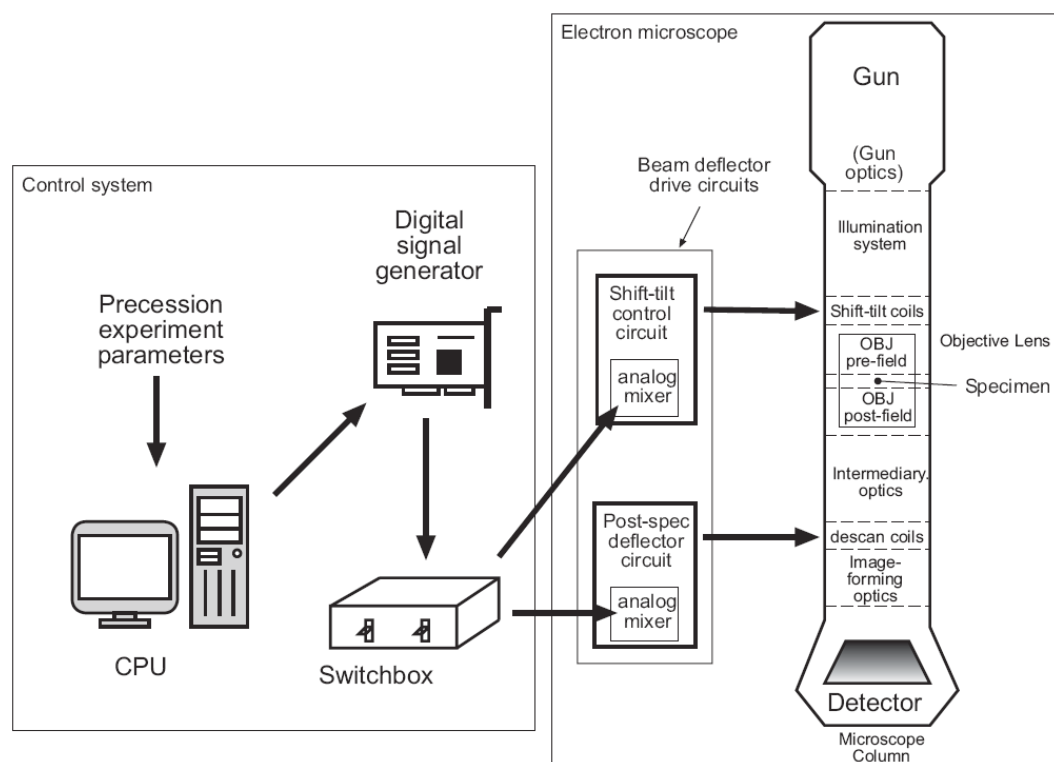 Electron microscope
Gun
(Gun
optics)
Beam deflector
drive circuits
Control system
Digital
signal
generator
Illumination
system
Precession
experiment
parameters
Shift-tilt
control
circuit
analog
mixer
Shift-tilt coils
OBJ
pre-field
Objective Lens
Specimen
OBJ
post-field
Intermediary.
optics
Post-spec
deflector
circuit
analog
mixer
descan coils
Image-
forming
optics
CPU
Switchbox
Detector
Microscope
Column